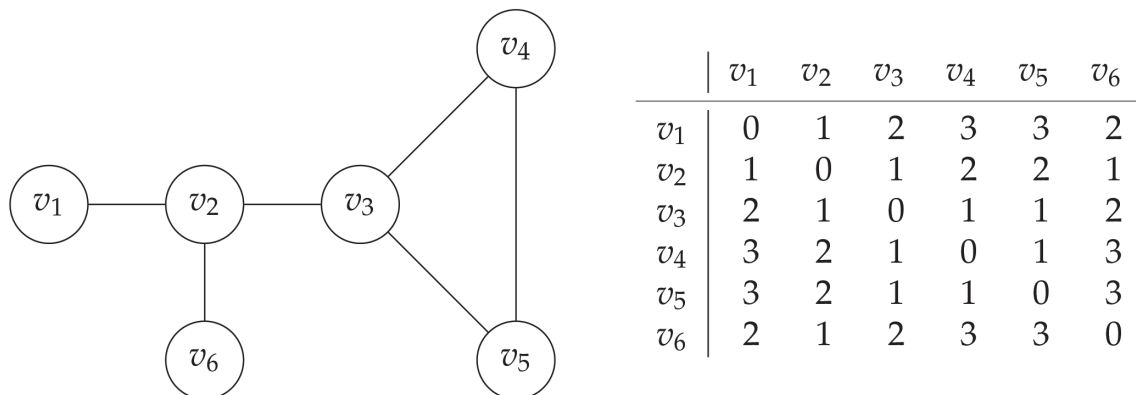 v₄
v₁ v₂ v₃
v₆ v₅
v₁ v₂ v₃ v₄ v₅ v₆
v₁ 0 1 2 3 3 2
v₂ 1 0 1 2 2 1
v₃ 2 1 0 1 1 2
v₄ 3 2 1 0 1 3
v₅ 3 2 1 1 0 3
v₆ 2 1 2 3 3 0